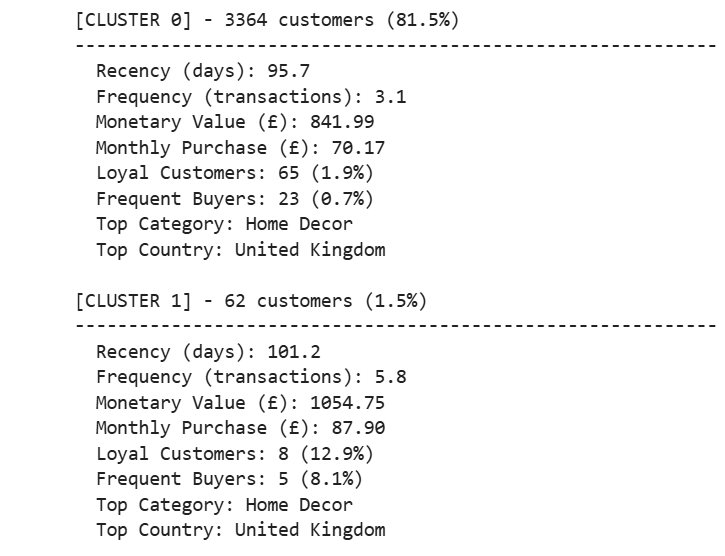 [CLUSTER 0] - 3364 customers (81.5%)
------------------------------------------------------------
Recency (days): 95.7
Frequency (transactions): 3.1
Monetary Value (£): 841.99
Monthly Purchase (£): 70.17
Loyal Customers: 65 (1.9%)
Frequent Buyers: 23 (0.7%)
Top Category: Home Decor
Top Country: United Kingdom
[CLUSTER 1] - 62 customers (1.5%)
------------------------------------------------------------
Recency (days): 101.2
Frequency (transactions): 5.8
Monetary Value (£): 1054.75
Monthly Purchase (£): 87.90
Loyal Customers: 8 (12.9%)
Frequent Buyers: 5 (8.1%)
Top Category: Home Decor
Top Country: United Kingdom